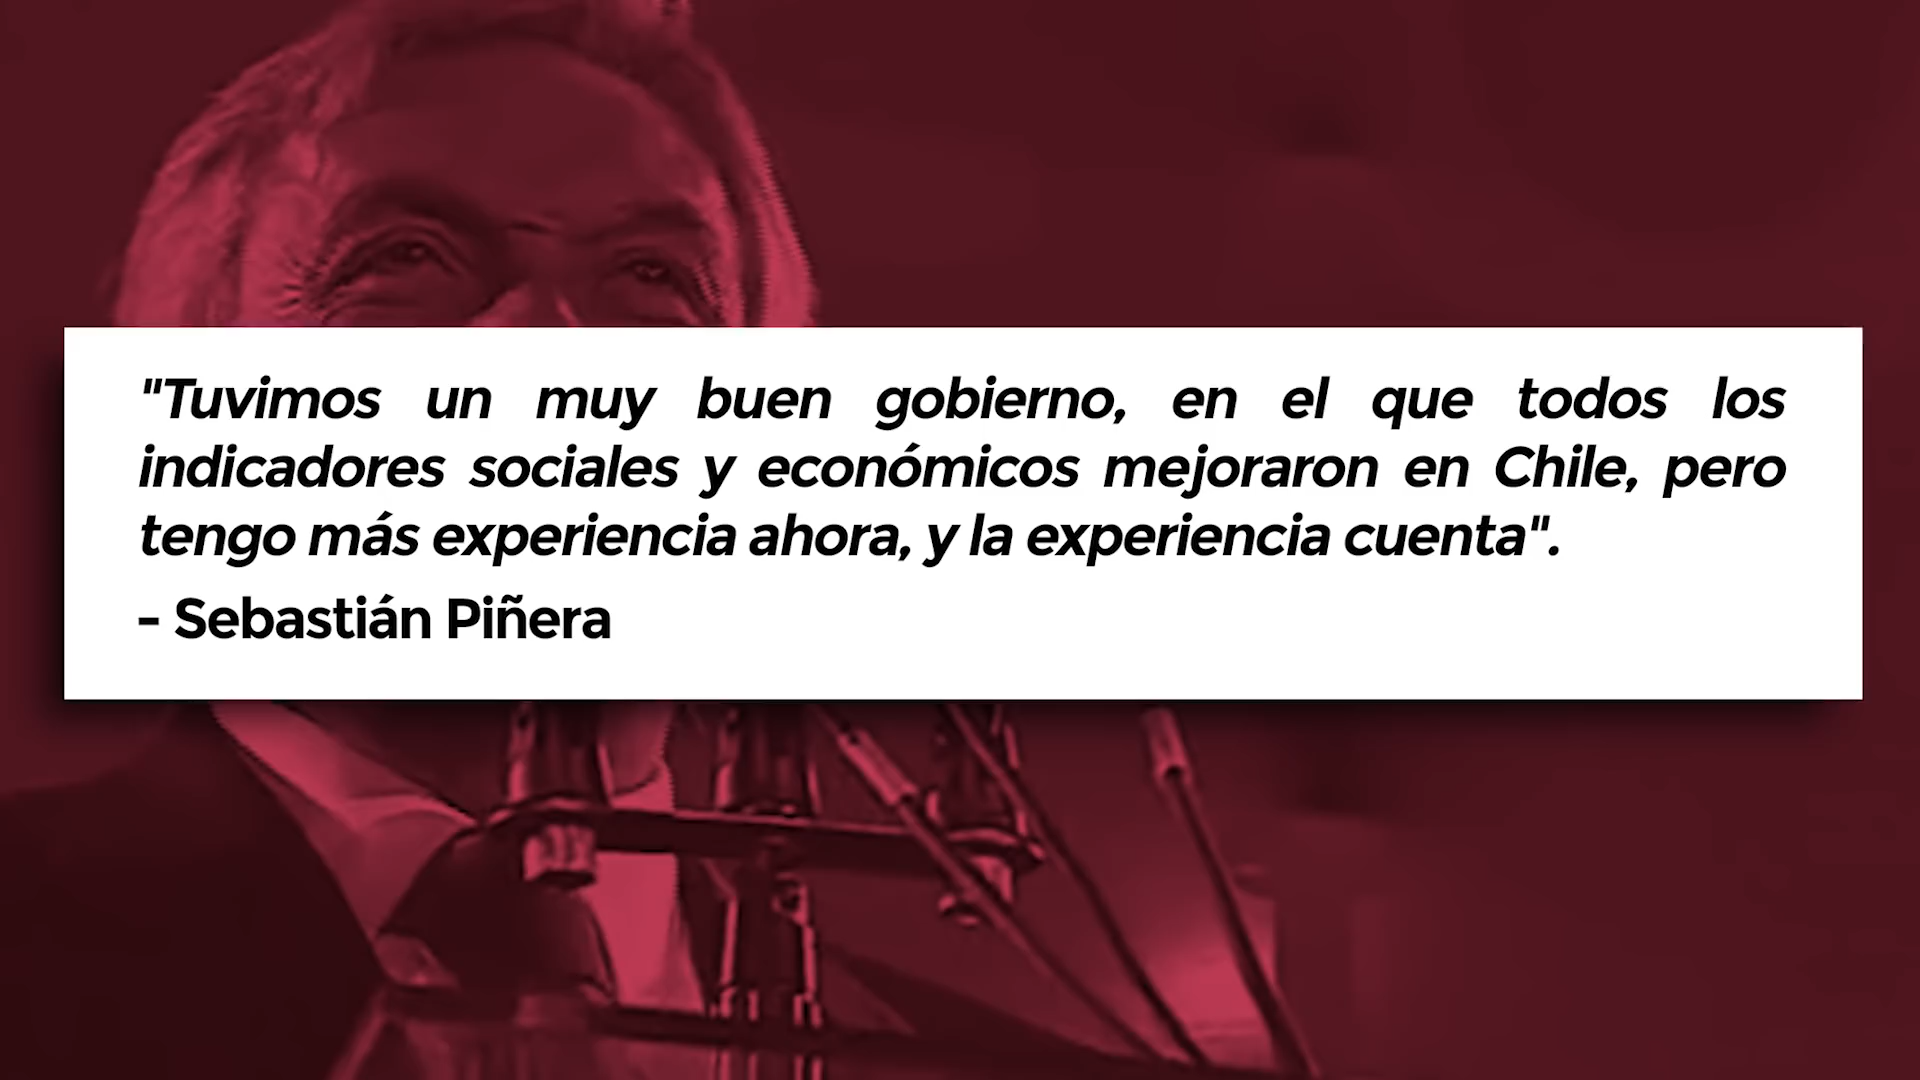 "Tuvimos un muy buen gobierno, en el que todos los
indicadores sociales y económicos mejoraron en Chile, pero
tengo más experiencia ahora, y la experiencia cuenta".
- Sebastián Piñera